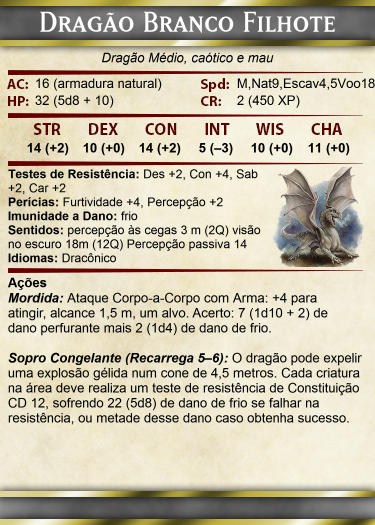 Dragão Branco Filhote
Dragão Médio, caótico e mau
AC: 16 (armadura natural) Spd: M,Nat9,Escav4,5Voo18
HP: 32 (5d8 + 10) CR: 2 (450 XP)
STR DEX CON INT WIS CHA
14 (+2) 10 (+0) 14 (+2) 5 (–3) 10 (+0) 11 (+0)
Testes de Resistência: Des +2, Con +4, Sab
+2, Car +2
Perícias: Furtividade +4, Percepção +2
Imunidade a Dano: frio
Sentidos: percepção às cegas 3 m (2Q) visão
no escuro 18m (12Q) Percepção passiva 14
Idiomas: Dracônico
Ações
Mordida: Ataque Corpo-a-Corpo com Arma: +4 para
atingir, alcance 1,5 m, um alvo. Acerto: 7 (1d10 + 2) de
dano perfurante mais 2 (1d4) de dano de frio.
Sopro Congelante (Recarrega 5–6): O dragão pode expelir
uma explosão gélida num cone de 4,5 metros. Cada criatura
na área deve realiza um teste de resistência de Constituição
CD 12, sofrendo 22 (5d8) de dano de frio se falhar na
resistência, ou metade desse dano caso obtenha sucesso.